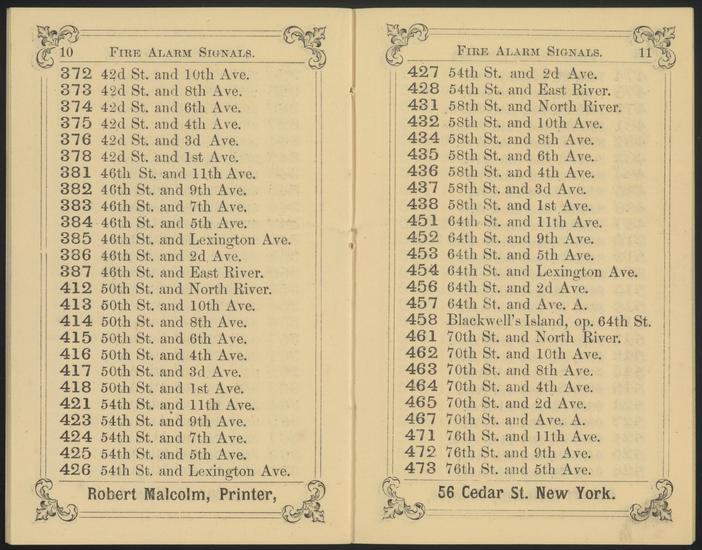 10 FIRE ALARM SIGNALS.
372 42d St. and 10th Ave.
373 42d St. and 8th Ave.
374 42d St. and 6th Ave.
375 42d St. and 4th Ave.
376 42d St. and 3d Ave.
378 42d St. and 1st Ave.
381 46th St. and 11th Ave.
382 46th St. and 9th Ave.
383 46th St. and 7th Ave.
384 46th St. and 5th Ave.
385 46th St. and Lexington Ave.
386 46th St. and 2d Ave.
387 46th St. and East River.
412 50th St. and North River.
413 50th St. and 10th Ave.
414 50th St. and 8th Ave.
415 50th St. and 6th Ave.
416 50th St. and 4th Ave.
417 50th St. and 3d Ave.
418 50th St. and 1st Ave.
421 54th St. and 11th Ave.
423 54th St. and 9th Ave.
424 54th St. and 7th Ave.
425 54th St. and 5th Ave.
426 54th St. and Lexington Ave.
Robert Malcolm, Printer,
FIRE ALARM SIGNALS. 11
427 54th St. and 2d Ave.
428 54th St. and East River.
431 58th St. and North River.
432 58th St. and 10th Ave.
434 58th St. and 8th Ave.
435 58th St. and 6th Ave.
436 58th St. and 4th Ave.
437 58th St. and 3d Ave.
438 58th St. and 1st Ave.
451 64th St. and 11th Ave.
452 64th St. and 9th Ave.
453 64th St. and 5th Ave.
454 64th St. and Lexington Ave.
456 64th St. and 2d Ave.
457 64th St. and Ave. A.
458 Blackwell's Island, op. 64th St.
461 70th St. and North River.
462 70th St. and 10th Ave.
463 70th St. and 8th Ave.
464 70th St. and 4th Ave.
465 70th St. and 2d Ave.
467 70th St. and Ave. A.
471 76th St. and 11th Ave.
472 76th St. and 9th Ave.
473 76th St. and 5th Ave.
56 Cedar St. New York.